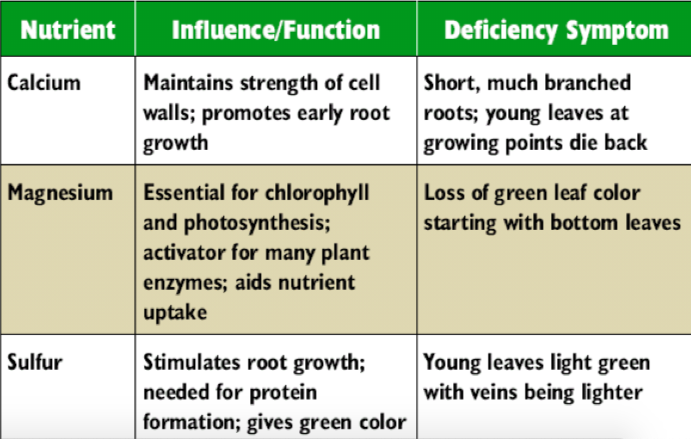 Nutrient Influence/Function Deficiency Symptom
Calcium Maintains strength of cell Short, much branched
walls; promotes early root roots; young leaves at
growth growing points die back
Magnesium Essential for chlorophyll Loss of green leaf color
and photosynthesis; starting with bottom leaves
activator for many plant
enzymes; aids nutrient
uptake
Sulfur Stimulates root growth; Young leaves light green
needed for protein with veins being lighter
formation; gives green color